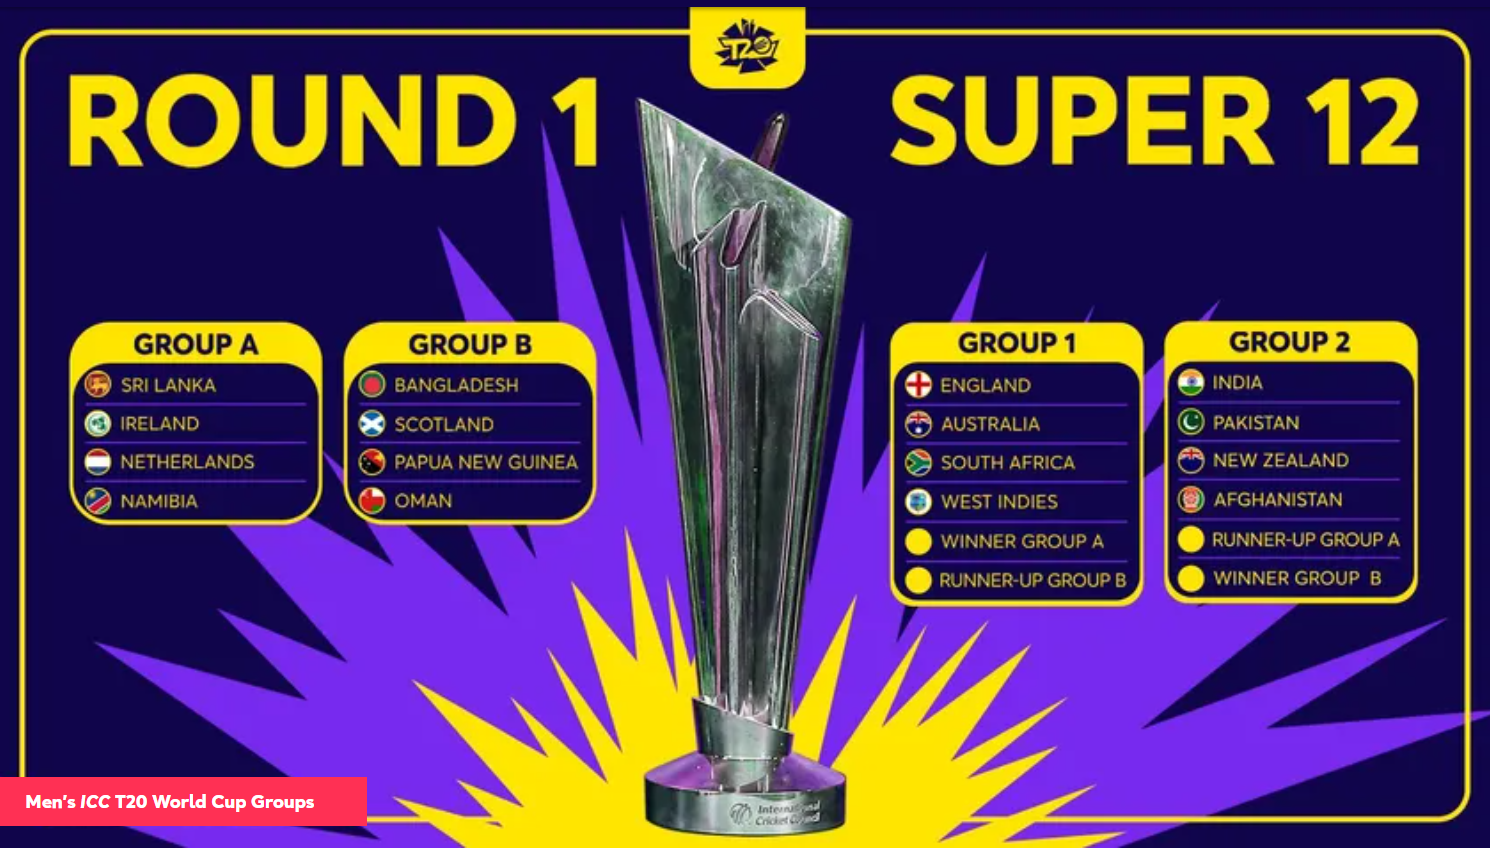 T20
ROUND 1
SUPER 12
GROUP A
SRI LANKA
IRELAND
NETHERLANDS
NAMIBIA
GROUP B
BANGLADESH
SCOTLAND
PAPUA NEW GUINEA
OMAN
GROUP 1
ENGLAND
AUSTRALIA
SOUTH AFRICA
WEST INDIES
WINNER GROUP A
RUNNER-UP GROUP B
GROUP 2
INDIA
PAKISTAN
NEW ZEALAND
AFGHANISTAN
RUNNER-UP GROUP A
WINNER GROUP B
International
Cricket Council
Men's ICC T20 World Cup Groups